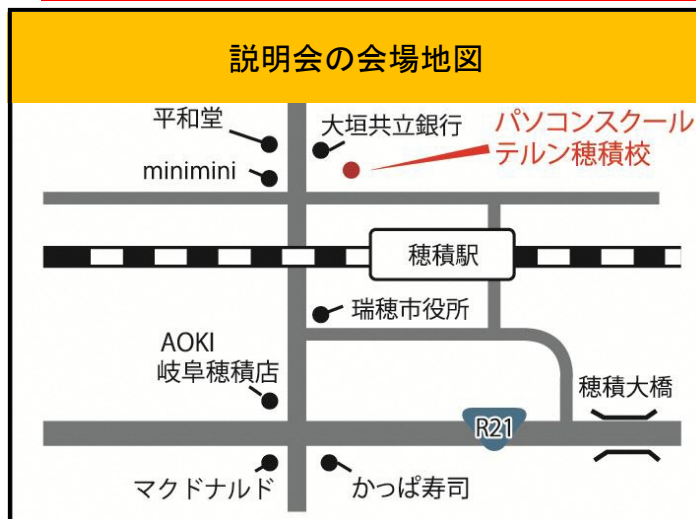 説明会の会場地図
平和堂
大垣共立銀行
パソコンスクール
テルン穂積校
minimini
穂積駅
瑞穂市役所
AOKI
岐阜穂積店
穂積大橋
R21
マクドナルド
かっぱ寿司